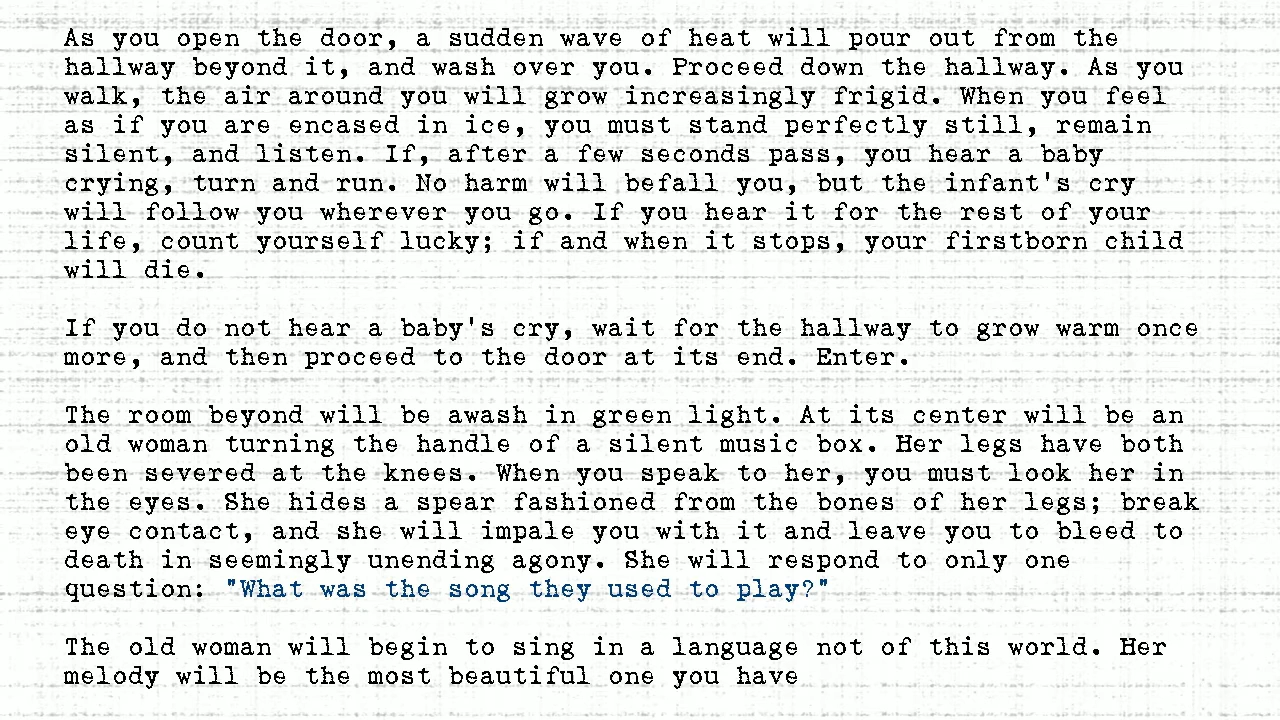 As you open the door, a sudden wave of heat will pour out from the
hallway beyond it, and wash over you. Proceed down the hallway. As you
walk, the air around you will grow increasingly frigid. When you feel
as if you are encased in ice, you must stand perfectly still, remain
silent, and listen. If, after a few seconds pass, you hear a baby
crying, turn and run. No harm will befall you, but the infant's cry
will follow you wherever you go. If you hear it for the rest of your
life, count yourself lucky; if and when it stops, your firstborn child
will die.

If you do not hear a baby's cry, wait for the hallway to grow warm once
more, and then proceed to the door at its end. Enter.

The room beyond will be awash in green light. At its center will be an
old woman turning the handle of a silent music box. Her legs have both
been severed at the knees. When you speak to her, you must look her in
the eyes. She hides a spear fashioned from the bones of her legs; break
eye contact, and she will impale you with it and leave you to bleed to
death in seemingly unending agony. She will respond to only one
question: "What was the song they used to play?"

The old woman will begin to sing in a language not of this world. Her
melody will be the most beautiful one you have